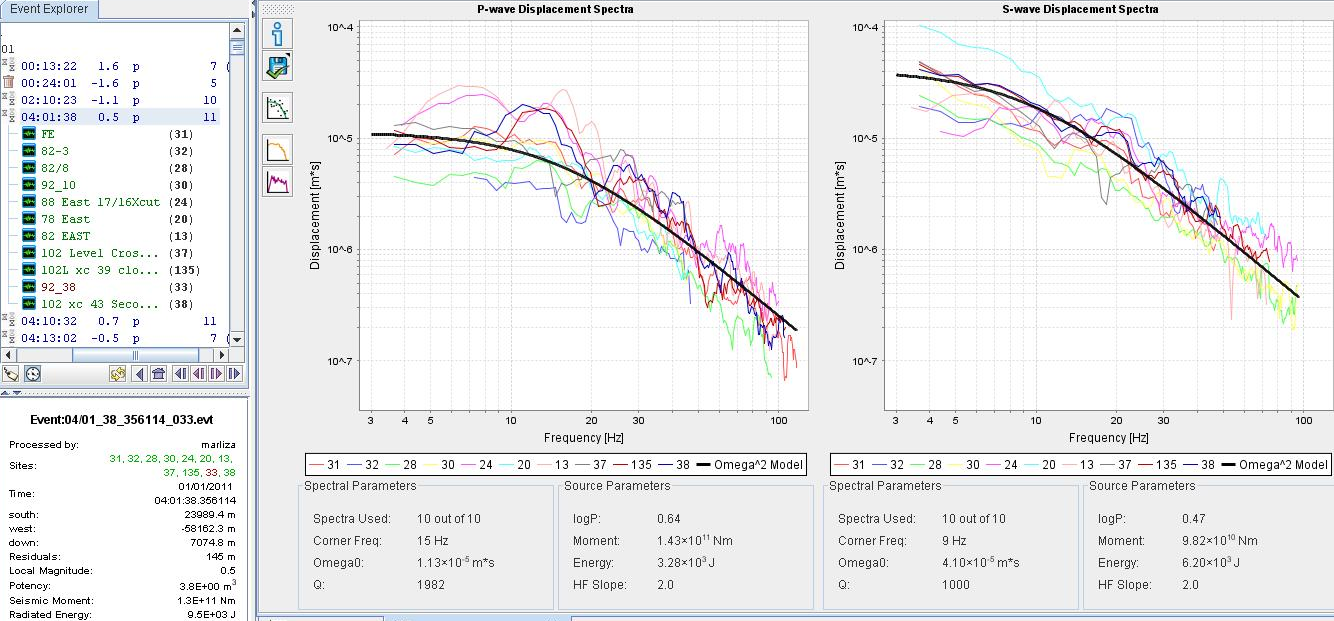 Event Explorer
01
00:13:22 1.6 p 7 (
00:24:01 -1.6 p 5
02:10:23 -1.1 p 10
04:01:38 0.5 p 11
FE (31)
82-3 (32)
82/8 (28)
92_10 (30)
88 East 17/16Xcut (24)
78 East (20)
82 EAST (13)
102 Level Cros... (37)
102L xc 39 clo... (135)
92_38 (33)
102 xc 43 Seco... (38)
04:10:32 0.7 p 11
04:13:02 -0.5 p 7 (
Event:04/01_38_356114_033.evt
Processed by: marliza
Sites: 31, 32, 28, 30, 24, 20, 13,
37, 135, 33, 38
Time: 01/01/2011
04:01:38.356114
south: 23989.4 m
west: -58162.3 m
down: 7074.8 m
Residuals: 145 m
Local Magnitude: 0.5
Potency: 3.8E+00 m³
Seismic Moment: 1.3E+11 Nm
Radiated Energy: 9.5E+03 J
P-wave Displacement Spectra
10^-4
10^-5
10^-6
10^-7
Displacement [m*s]
3 4 5 10 20 30 100
Frequency [Hz]
31 32 28 30 24 20 13 37 135 38 Omega^2 Model
Spectral Parameters
Spectra Used: 10 out of 10
Corner Freq: 15 Hz
Omega0: 1.13×10⁻⁵ m*s
Q: 1982
Source Parameters
logP: 0.64
Moment: 1.43×10¹¹ Nm
Energy: 3.28×10³ J
HF Slope: 2.0
S-wave Displacement Spectra
10^-4
10^-5
10^-6
10^-7
Displacement [m*s]
3 4 5 10 20 30 100
Frequency [Hz]
31 32 28 30 24 20 13 37 135 38 Omega^2 Model
Spectral Parameters
Spectra Used: 10 out of 10
Corner Freq: 9 Hz
Omega0: 4.10×10⁻⁵ m*s
Q: 1000
Source Parameters
logP: 0.47
Moment: 9.82×10¹⁰ Nm
Energy: 6.20×10³ J
HF Slope: 2.0